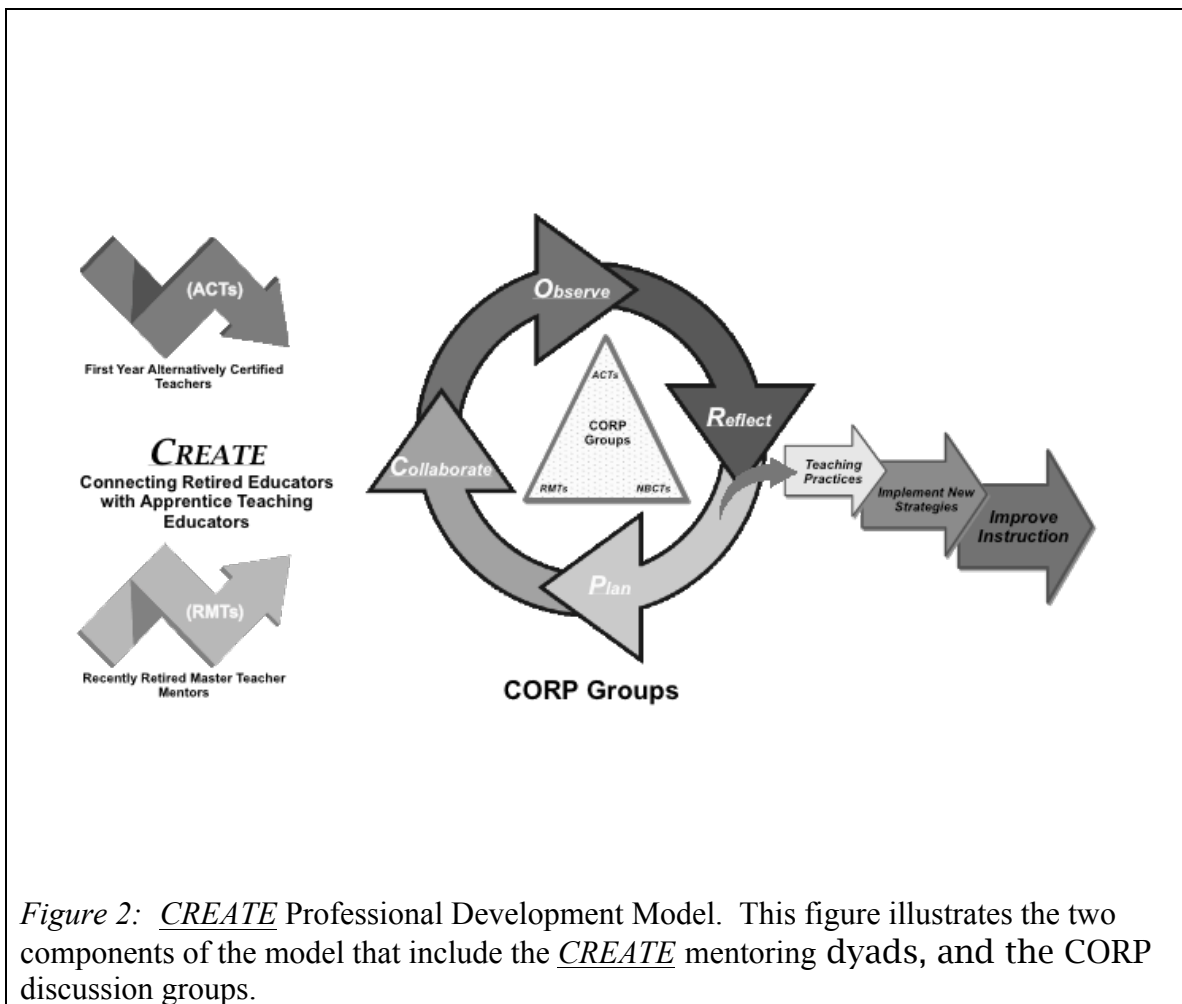 (ACTs)
First Year Alternatively Certified
Teachers
CREATE
Connecting Retired Educators
with Apprentice Teaching
Educators
(RMTs)
Recently Retired Master Teacher
Mentors
Observe
Reflect
Plan
Collaborate
ACTs
CORP
Groups
RMTs
NBCTs
CORP Groups
Teaching
Practices
Implement New
Strategies
Improve
Instruction
Figure 2: CREATE Professional Development Model. This figure illustrates the two
components of the model that include the CREATE mentoring dyads, and the CORP
discussion groups.